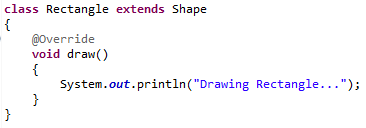 class Rectangle extends Shape
{
    @Override
    void draw()
    {
        System.out.println("Drawing Rectangle...");
    }
}